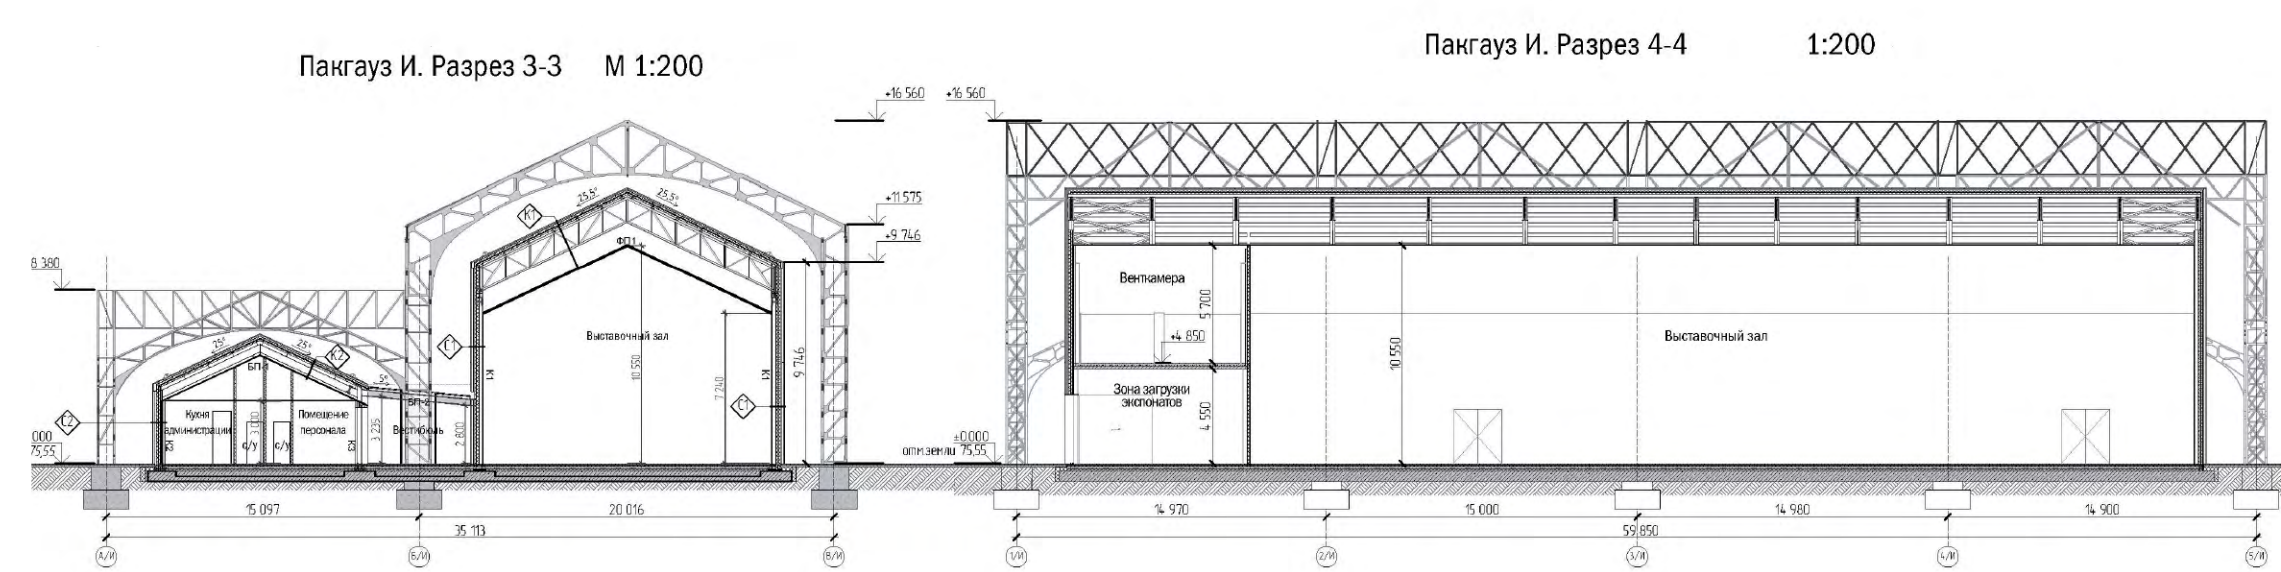 Пакгауз И. Разрез 3-3 М 1:200
+16 560
+11 575
+9 746
8 380
25,5° 25,5°
К1
ФП1
25° 25°
К2
БП-1
5°
БП-2
С1
К1
К1
С1
С2
Выставочный зал
10 550
7 240
9 746
Кухня
администрации
К3
с/у
3 000
с/у
Помещение
персонала
К3
3 235
Вестибюль
2 800
000
75,55
15 097
20 016
35 113
А/И
Б/И
В/И
Пакгауз И. Разрез 4-4 1:200
+16 560
Венткамера
5 700
+4 850
Зона загрузки
экспонатов
4 550
10 550
Выставочный зал
±0.000
отм.земли 75,55
14 970
15 000
14 980
14 900
59 850
1/И
2/И
3/И
4/И
5/И